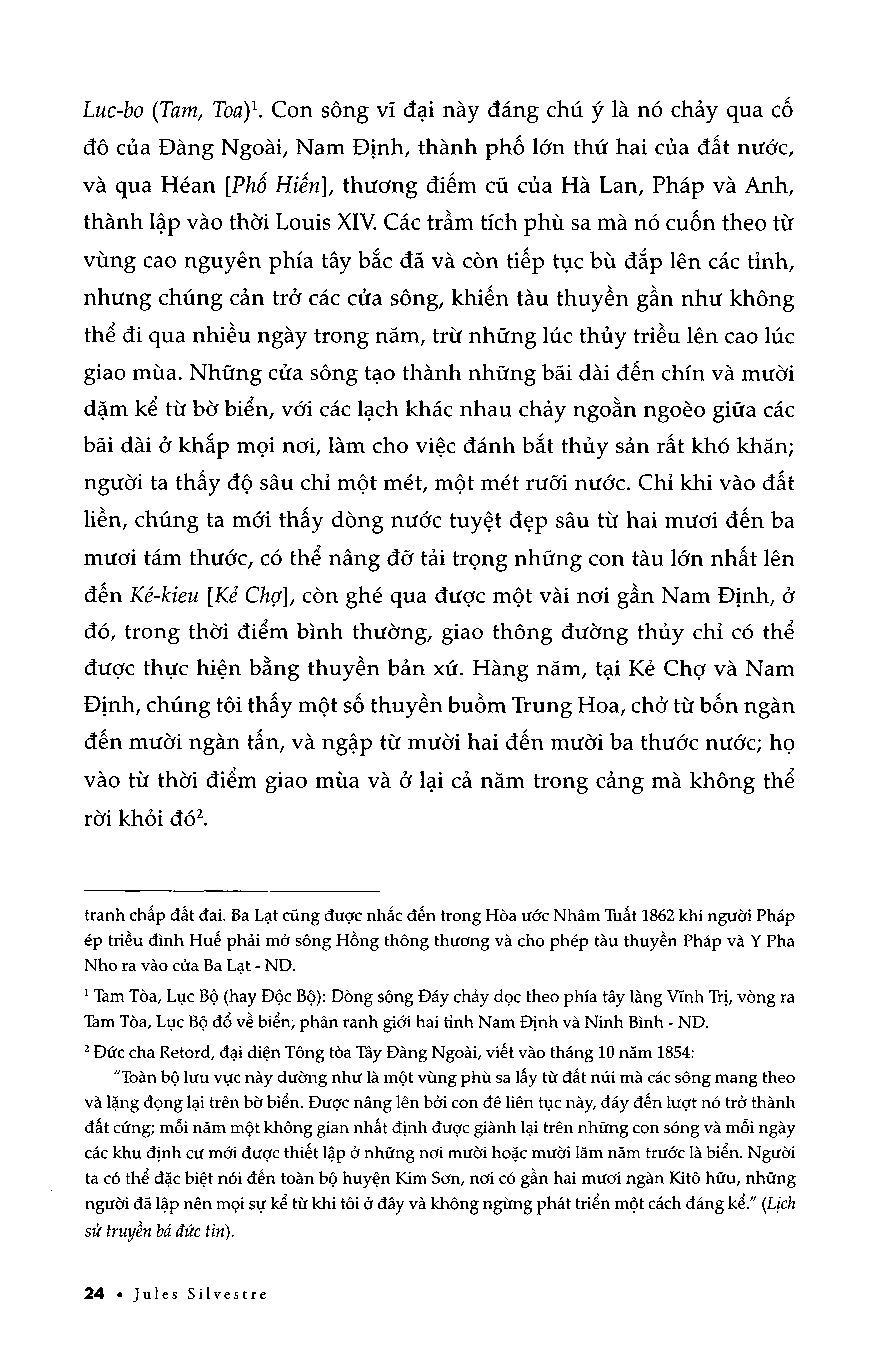 Luc-bo (Tam, Toa)¹. Con sông vĩ đại này đáng chú ý là nó chảy qua cố
đô của Đàng Ngoài, Nam Định, thành phố lớn thứ hai của đất nước,
và qua Héan [Phố Hiến], thương điếm cũ của Hà Lan, Pháp và Anh,
thành lập vào thời Louis XIV. Các trầm tích phù sa mà nó cuốn theo từ
vùng cao nguyên phía tây bắc đã và còn tiếp tục bù đắp lên các tỉnh,
nhưng chúng cản trở các cửa sông, khiến tàu thuyền gần như không
thể đi qua nhiều ngày trong năm, trừ những lúc thủy triều lên cao lúc
giao mùa. Những cửa sông tạo thành những bãi dài đến chín và mười
dặm kể từ bờ biển, với các lạch khác nhau chảy ngoằn ngoèo giữa các
bãi dài ở khắp mọi nơi, làm cho việc đánh bắt thủy sản rất khó khăn;
người ta thấy độ sâu chỉ một mét, một mét rưỡi nước. Chỉ khi vào đất
liền, chúng ta mới thấy dòng nước tuyệt đẹp sâu từ hai mươi đến ba
mươi tám thước, có thể nâng đỡ tải trọng những con tàu lớn nhất lên
đến Ké-kieu [Kẻ Chợ], còn ghé qua được một vài nơi gần Nam Định, ở
đó, trong thời điểm bình thường, giao thông đường thủy chỉ có thể
được thực hiện bằng thuyền bản xứ. Hàng năm, tại Kẻ Chợ và Nam
Định, chúng tôi thấy một số thuyền buồm Trung Hoa, chở từ bốn ngàn
đến mười ngàn tấn, và ngập từ mười hai đến mười ba thước nước; họ
vào từ thời điểm giao mùa và ở lại cả năm trong cảng mà không thể
rời khỏi đó².
tranh chấp đất đai. Ba Lạt cũng được nhắc đến trong Hòa ước Nhâm Tuất 1862 khi người Pháp
ép triều đình Huế phải mở sông Hồng thông thương và cho phép tàu thuyền Pháp và Y Pha
Nho ra vào cửa Ba Lạt - ND.
¹ Tam Tòa, Lục Bộ (hay Độc Bộ): Dòng sông Đáy chảy dọc theo phía tây làng Vĩnh Trị, vòng ra
Tam Tòa, Lục Bộ đổ về biển, phân ranh giới hai tỉnh Nam Định và Ninh Bình - ND.
² Đức cha Retord, đại diện Tông tòa Tây Đàng Ngoài, viết vào tháng 10 năm 1854:
"Toàn bộ lưu vực này dường như là một vùng phù sa lấy từ đất núi mà các sông mang theo
và lặng đọng lại trên bờ biển. Được nâng lên bởi con đê liên tục này, đáy đến lượt nó trở thành
đất cứng; mỗi năm một không gian nhất định được giành lại trên những con sóng và mỗi ngày
các khu định cư mới được thiết lập ở những nơi mười hoặc mười lăm năm trước là biển. Người
ta có thể đặc biệt nói đến toàn bộ huyện Kim Sơn, nơi có gần hai mươi ngàn Kitô hữu, những
người đã lập nên mọi sự kể từ khi tôi ở đây và không ngừng phát triển một cách đáng kể." (Lịch
sử truyền bá đức tin).
24 • Jules Silvestre